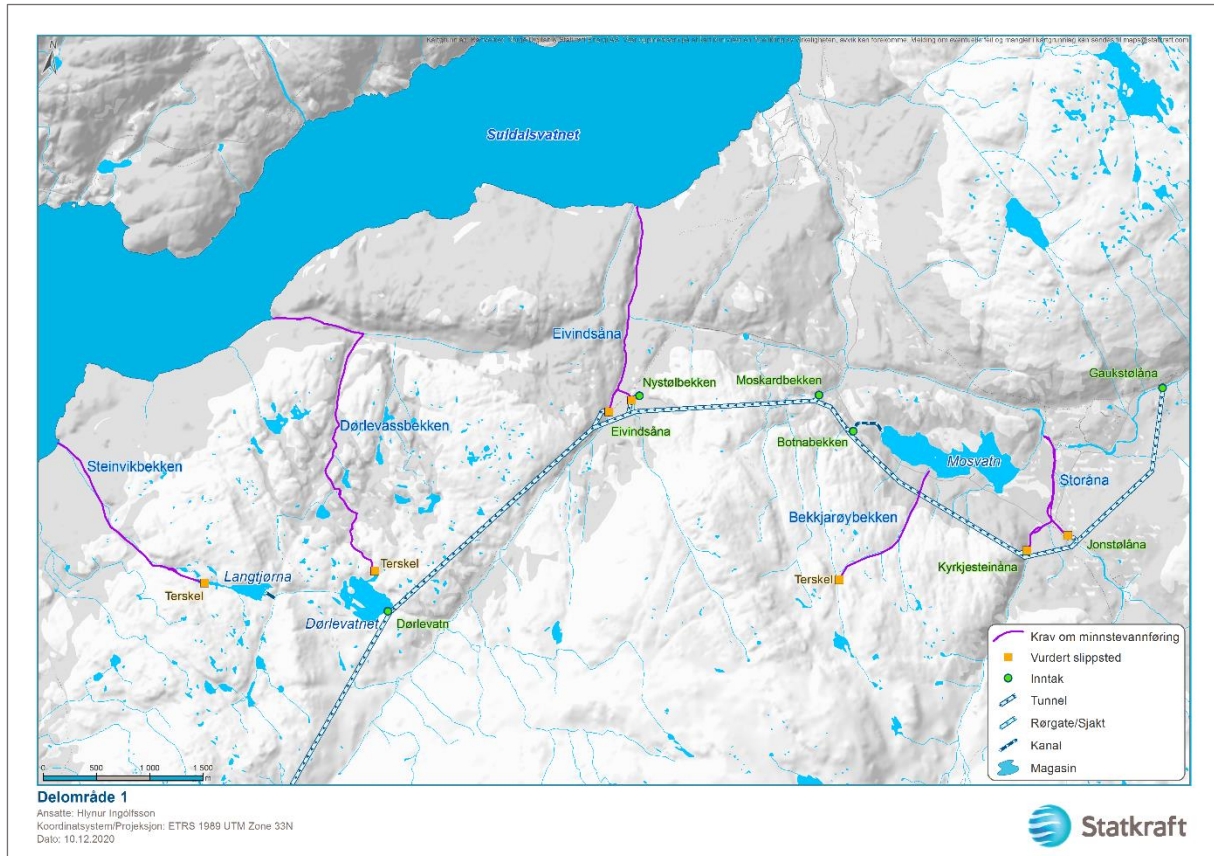 N
Suldalsvatnet
Eivindsåna
Nystølbekken
Moskardbekken
Gaukstølåna
Dørlevassbekken
Eivindsåna
Botnabekken
Mosvatn
Steinvikbekken
Storåna
Bekkjarøybekken
Jonstølåna
Terskel
Langtjørna
Kyrkjesteinåna
Terskel
Terskel
Dørlevatnet
Dørlevatn
Krav om minnstevannføring
Vurdert slippsted
Inntak
Tunnel
Rørgate/Sjakt
Kanal
Magasin
0 500 1 000 1 500
m
Delområde 1
Ansatte: Hlynur Ingólfsson
Koordinatsystem/Projeksjon: ETRS 1989 UTM Zone 33N
Dato: 10.12.2020
Statkraft